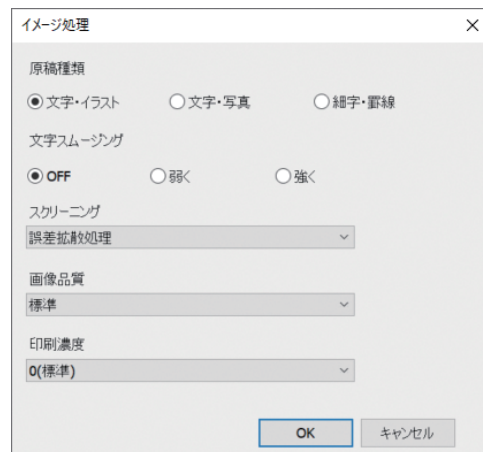 イメージ処理
原稿種類
文字・イラスト 文字・写真 細字・罫線
文字スムージング
OFF 弱く 強く
スクリーニング
誤差拡散処理
画像品質
標準
印刷濃度
0(標準)
OK キャンセル